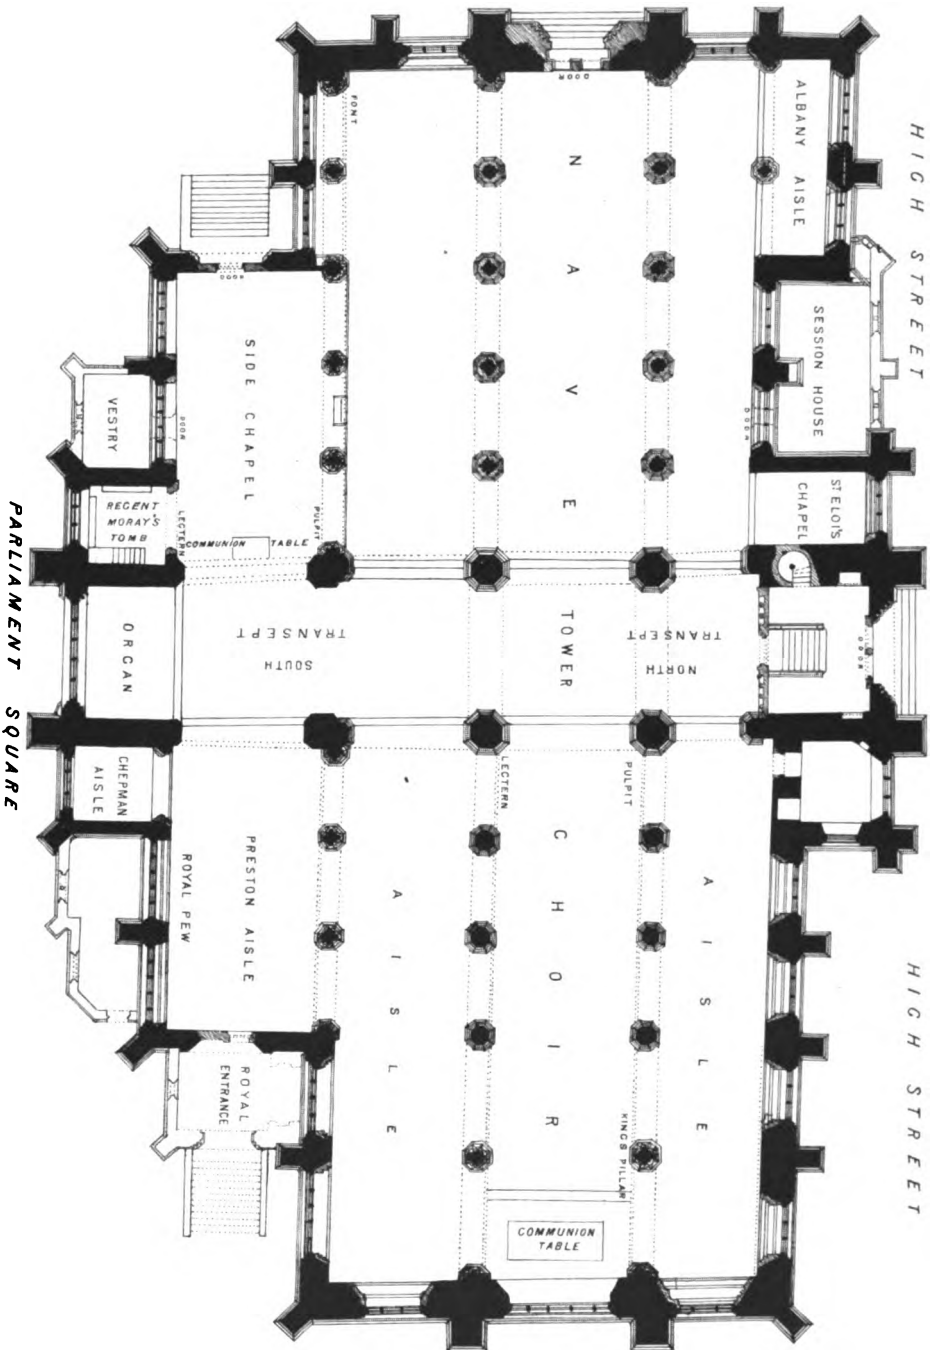 HIGH STREET
ALBANY AISLE
DOOR
FONT
NAVE
SESSION HOUSE
DOOR
DOOR
SIDE CHAPEL
VESTRY
DOOR
ST ELOI'S
CHAPEL
REGENT
MORAY'S
TOMB
LECTERN
PULPIT
COMMUNION TABLE
PARLIAMENT SQUARE
ORGAN
SOUTH
TRANSEPT
TOWER
NORTH
TRANSEPT
DOOR
CHEPMAN
AISLE
LECTERN
PULPIT
ROYAL PEW
PRESTON AISLE
AISLE
CHOIR
AISLE
HIGH STREET
ROYAL
ENTRANCE
KINGS PILLAR
COMMUNION
TABLE